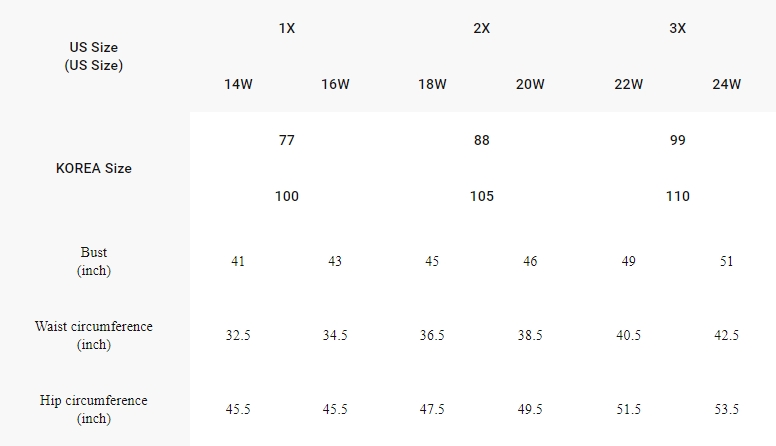 1X 2X 3X
US Size
(US Size)
14W 16W 18W 20W 22W 24W
77 88 99
KOREA Size
100 105 110
Bust
(inch)
41 43 45 46 49 51
Waist circumference
(inch)
32.5 34.5 36.5 38.5 40.5 42.5
Hip circumference
(inch)
45.5 45.5 47.5 49.5 51.5 53.5